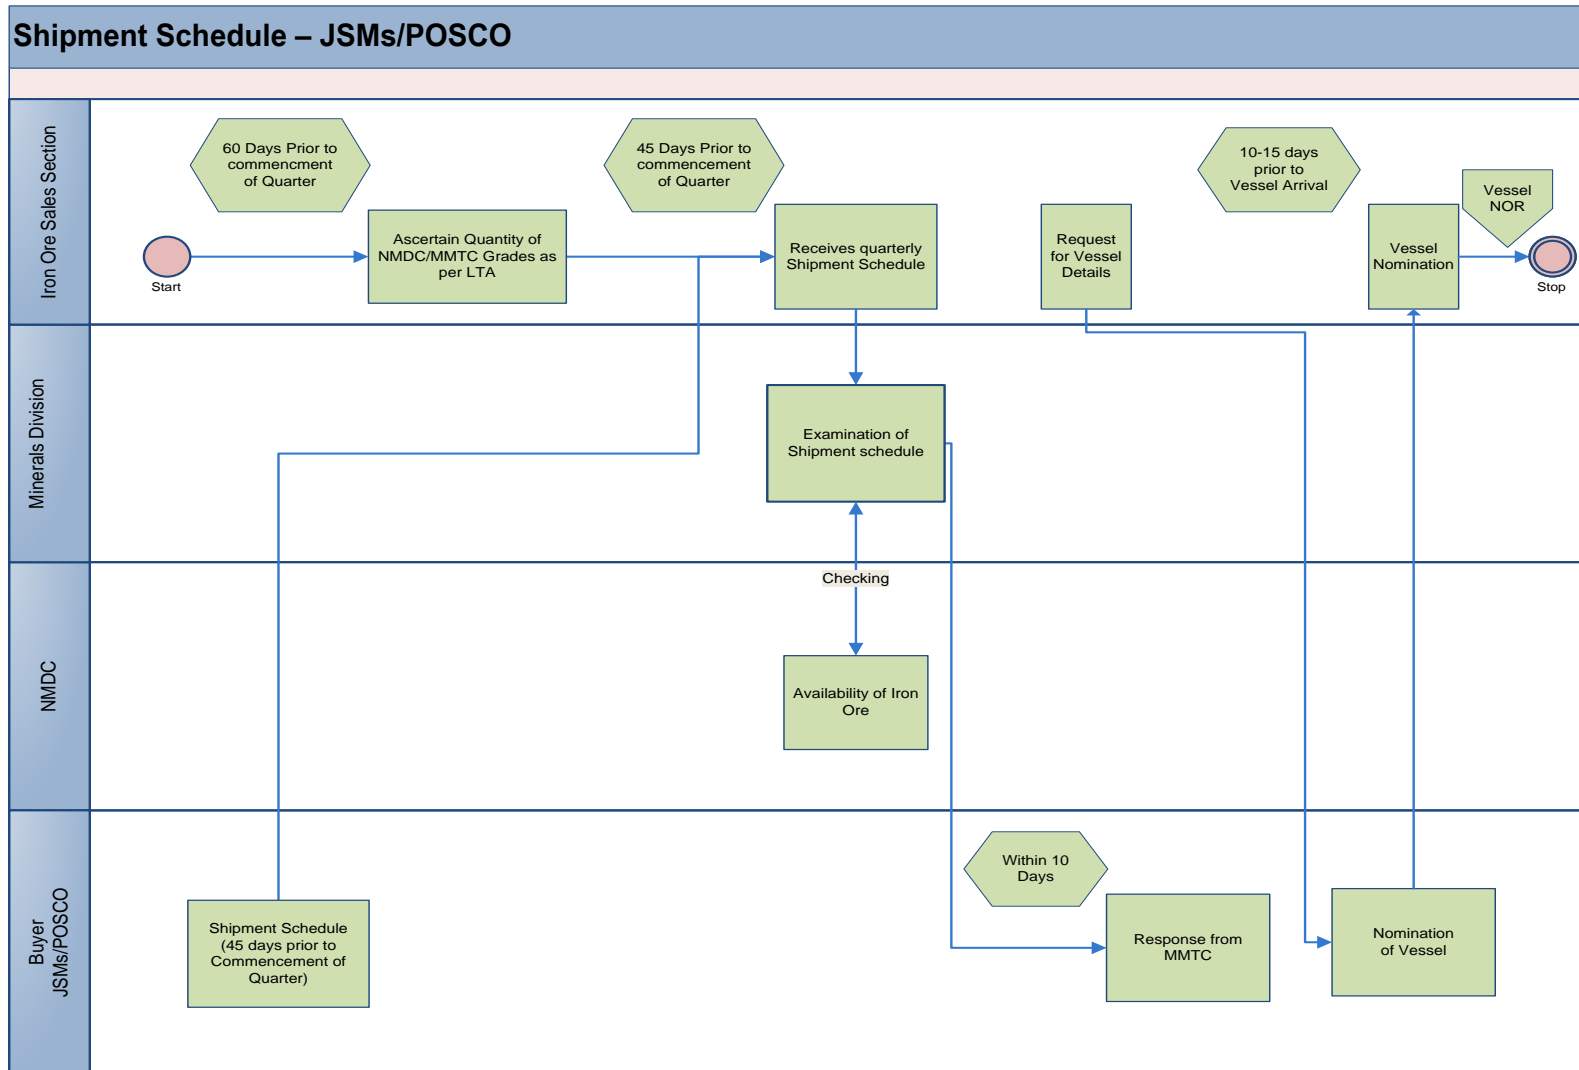 Shipment Schedule – JSMs/POSCO
Iron Ore Sales Section
60 Days Prior to
commencment
of Quarter
45 Days Prior to
commencement
of Quarter
10-15 days
prior to
Vessel Arrival
Vessel
NOR
Start
Ascertain Quantity of
NMDC/MMTC Grades as
per LTA
Receives quarterly
Shipment Schedule
Request
for Vessel
Details
Vessel
Nomination
Stop
Minerals Division
Examination of
Shipment schedule
NMDC
Checking
Availability of Iron
Ore
Buyer
JSMs/POSCO
Shipment Schedule
(45 days prior to
Commencement of
Quarter)
Within 10
Days
Response from
MMTC
Nomination
of Vessel